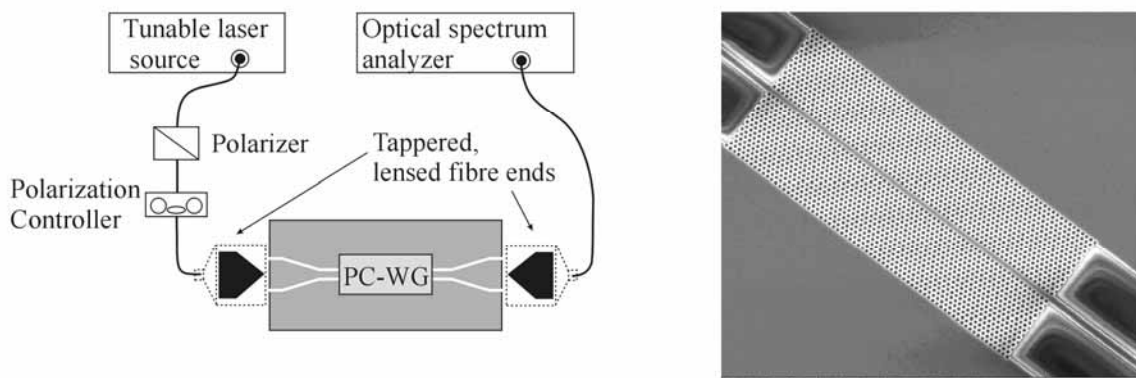 Tunable laser
source
Optical spectrum
analyzer
Polarizer
Tappered,
lensed fibre ends
Polarization
Controller
PC-WG